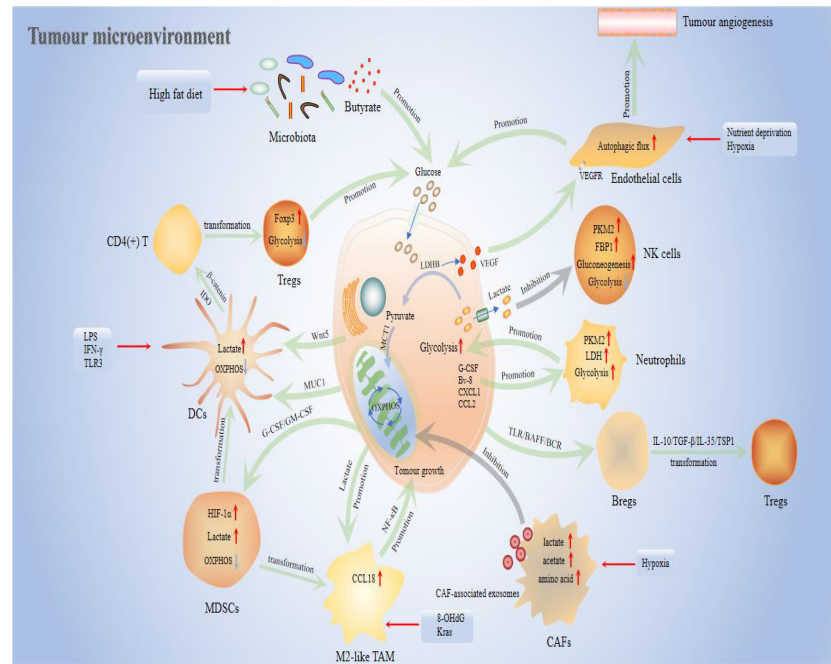 Tumour microenvironment
Tumour angiogenesis
High fat diet
Microbiota
Butyrate
Promotion
Promotion
Promotion
Autophagic flux
VEGFR
Endothelial cells
Nutrient deprivation
Hypoxia
Glucose
CD4(+) T
transformation
Foxp3
Glycolysis
Tregs
Promotion
LDHB
VEGF
PKM2
FBP1
Gluconeogenesis
Glycolysis
NK cells
Inhibition
Lactate
β-catenin
IDO
Pyruvate
MCT1
Wnt5
LPS
IFN-γ
TLR3
Lactate
OXPHOS
DCs
Glycolysis
Promotion
PKM2
LDH
Glycolysis
Neutrophils
G-CSF
Bv-8
CXCL1
CCL2
Promotion
MUC1
OXPHOS
G-CSF/GM-CSF
TLR/BAFF/BCR
Bregs
IL-10/TGF-β/IL-35/TSP1
transformation
Tregs
Tomour growth
Inhibition
transformation
Lactate
Promotion
NF-κB
Promotion
HIF-1α
Lactate
OXPHOS
MDSCs
transformation
CCL18
M2-like TAM
8-OHdG
Kras
CAF-associated exosomes
lactate
acetate
amino acid
CAFs
Hypoxia